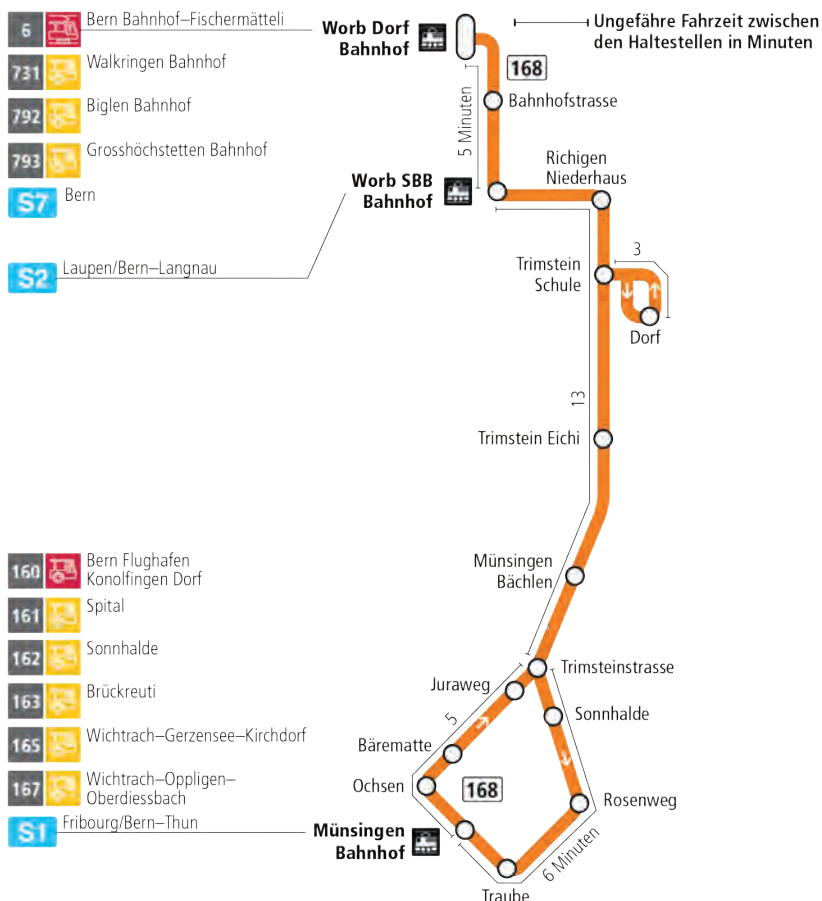 6 Bern Bahnhof–Fischermätteli
731 Walkringen Bahnhof
792 Biglen Bahnhof
793 Grosshöchstetten Bahnhof
S7 Bern
S2 Laupen/Bern–Langnau
Worb Dorf
Bahnhof
Ungefähre Fahrzeit zwischen
den Haltestellen in Minuten
168
Bahnhofstrasse
5 Minuten
Worb SBB
Bahnhof
Richigen
Niederhaus
Trimstein
Schule
3
Dorf
13
Trimstein Eichi
Münsingen
Bächlen
Trimsteinstrasse
Juraweg
Sonnhalde
5
Bärematte
Ochsen
168
Rosenweg
Münsingen
Bahnhof
6 Minuten
Traube
160 Bern Flughafen
Konolfingen Dorf
161 Spital
162 Sonnhalde
163 Brückreuti
165 Wichtrach–Gerzensee–Kirchdorf
167 Wichtrach–Oppligen–
Oberdiessbach
S1 Fribourg/Bern–Thun